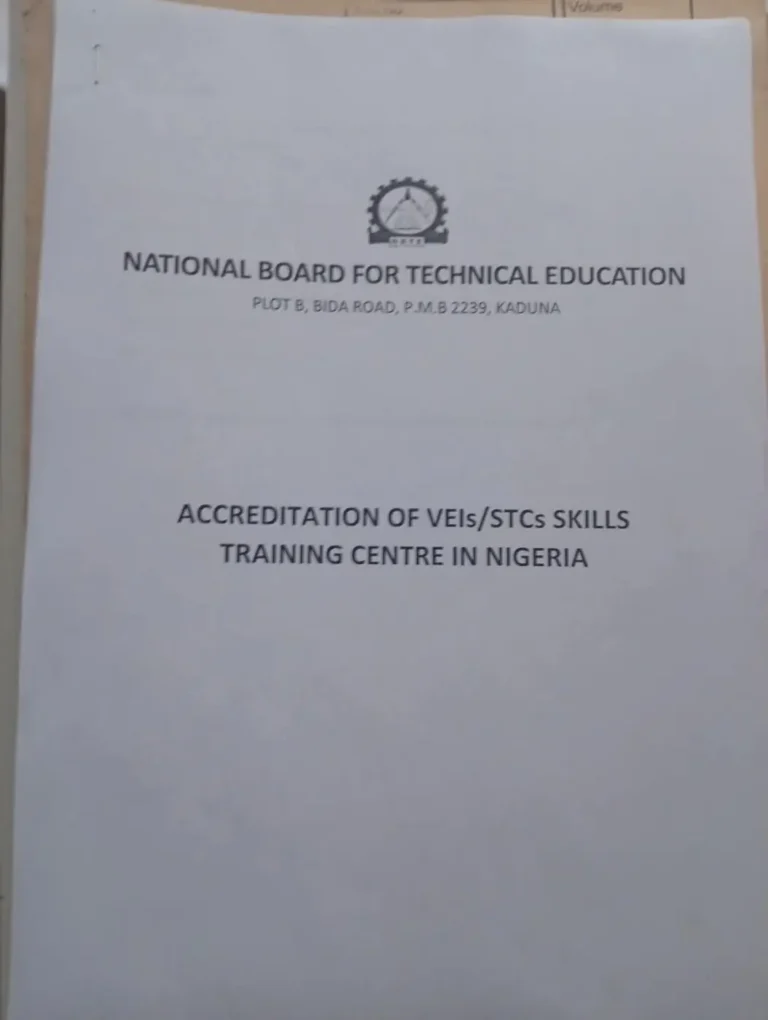 Volume
NATIONAL BOARD FOR TECHNICAL EDUCATION
PLOT B, BIDA ROAD, P.M.B 2239, KADUNA
ACCREDITATION OF VEIs/STCs SKILLS
TRAINING CENTRE IN NIGERIA